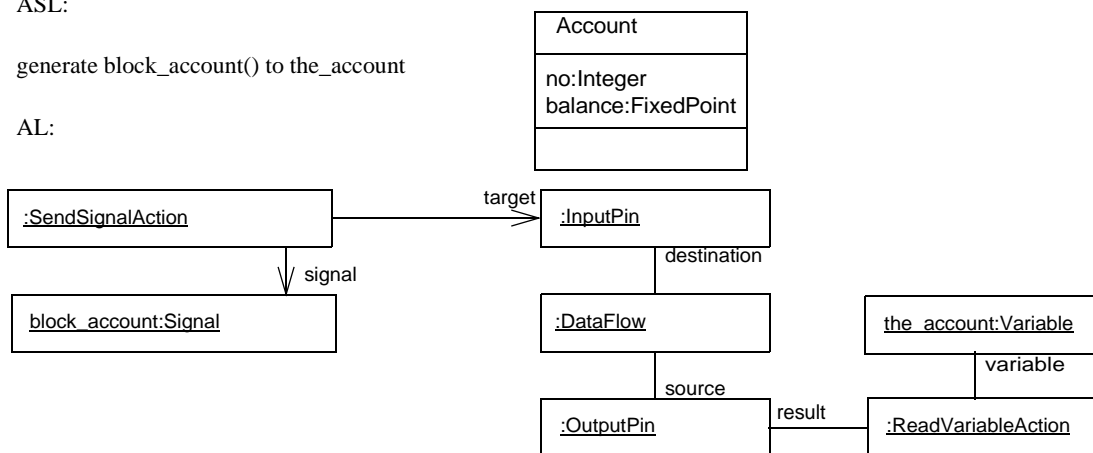 ASL:
generate block_account() to the_account
AL:
Account
no:Integer
balance:FixedPoint
:SendSignalAction
target
:InputPin
signal
destination
block_account:Signal
:DataFlow
the_account:Variable
source
variable
:OutputPin
result
:ReadVariableAction